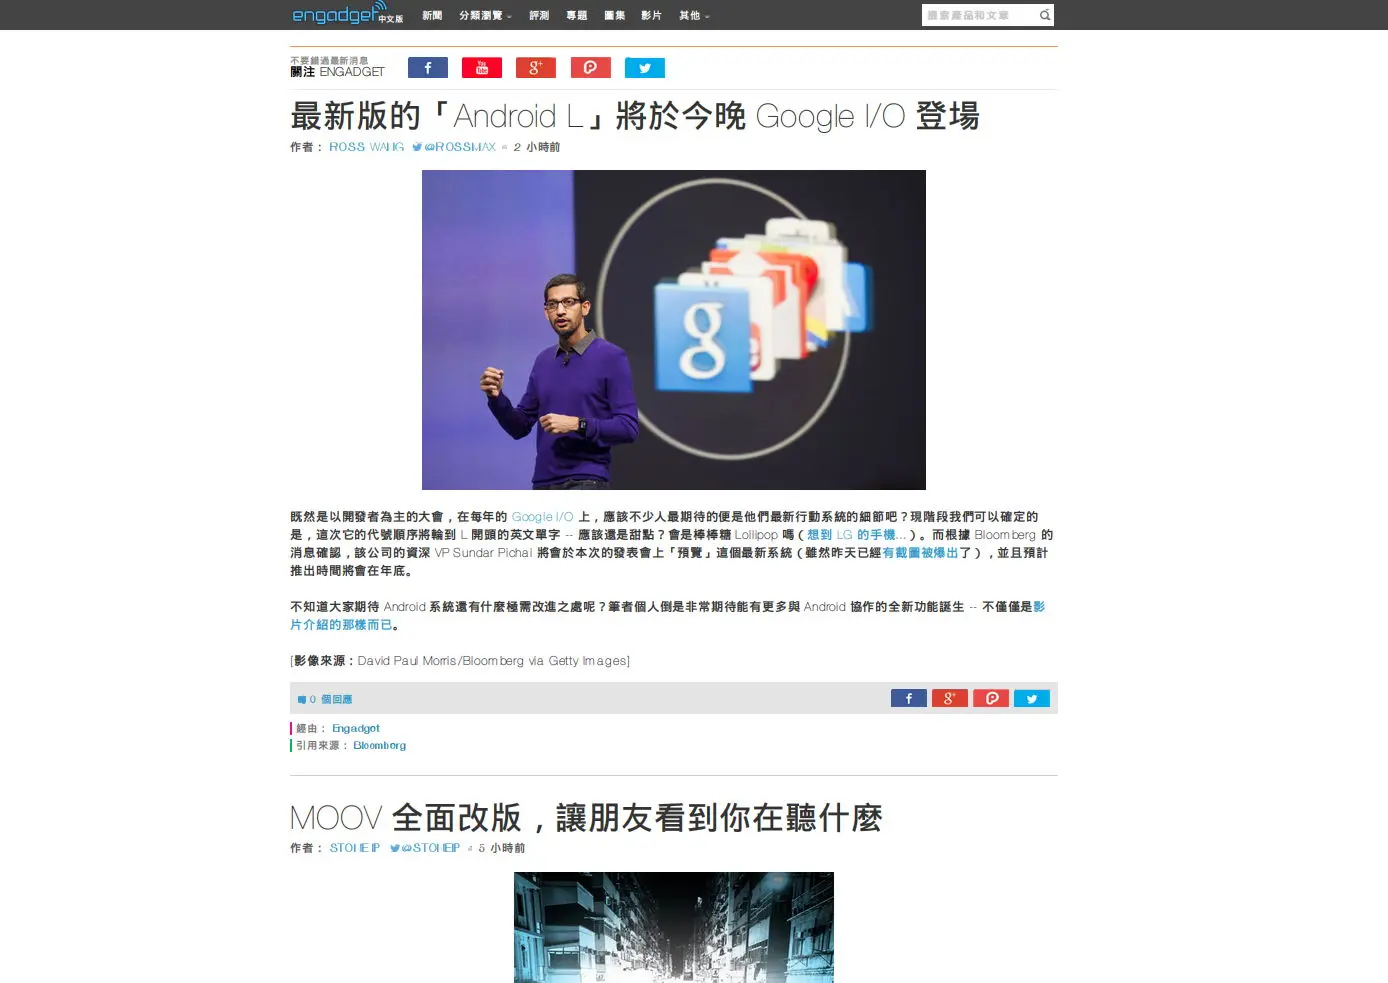 engadget 中文版 新聞 分類瀏覽 評測 專題 圖集 影片 其他 搜索產品和文章
不要錯過最新消息
關注 ENGADGET
最新版的「Android L」將於今晚 Google I/O 登場
作者： ROSS WANG @ROSSMAX 2 小時前
既然是以開發者為主的大會，在每年的 Google I/O 上，應該不少人最期待的便是他們最新行動系統的細節吧？現階段我們可以確定的
是，這次它的代號順序將輪到 L 開頭的英文單字 -- 應該還是甜點？會是棒棒糖 Lollipop 嗎（想到 LG 的手機...）。而根據 Bloomberg 的
消息確認，該公司的資深 VP Sundar Pichai 將會於本次的發表會上「預覽」這個最新系統（雖然昨天已經有截圖被爆出了），並且預計
推出時間將會在年底。
不知道大家期待 Android 系統還有什麼極需改進之處呢？筆者個人倒是非常期待能有更多與 Android 協作的全新功能誕生 -- 不僅僅是影
片介紹的那樣而已。
[影像來源：David Paul Morris/Bloomberg via Getty Images]
0 個回應
經由： Engadget
引用來源： Bloomberg
MOOV 全面改版，讓朋友看到你在聽什麼
作者： STONEIP @STONEIP 5 小時前